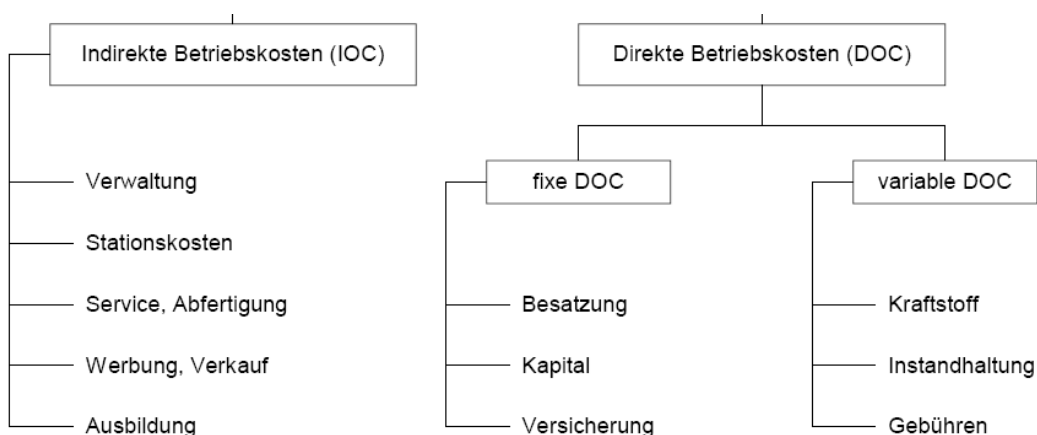 Indirekte Betriebskosten (IOC)
Direkte Betriebskosten (DOC)
Verwaltung
fixe DOC
variable DOC
Stationskosten
Service, Abfertigung
Besatzung
Kraftstoff
Werbung, Verkauf
Kapital
Instandhaltung
Ausbildung
Versicherung
Gebühren